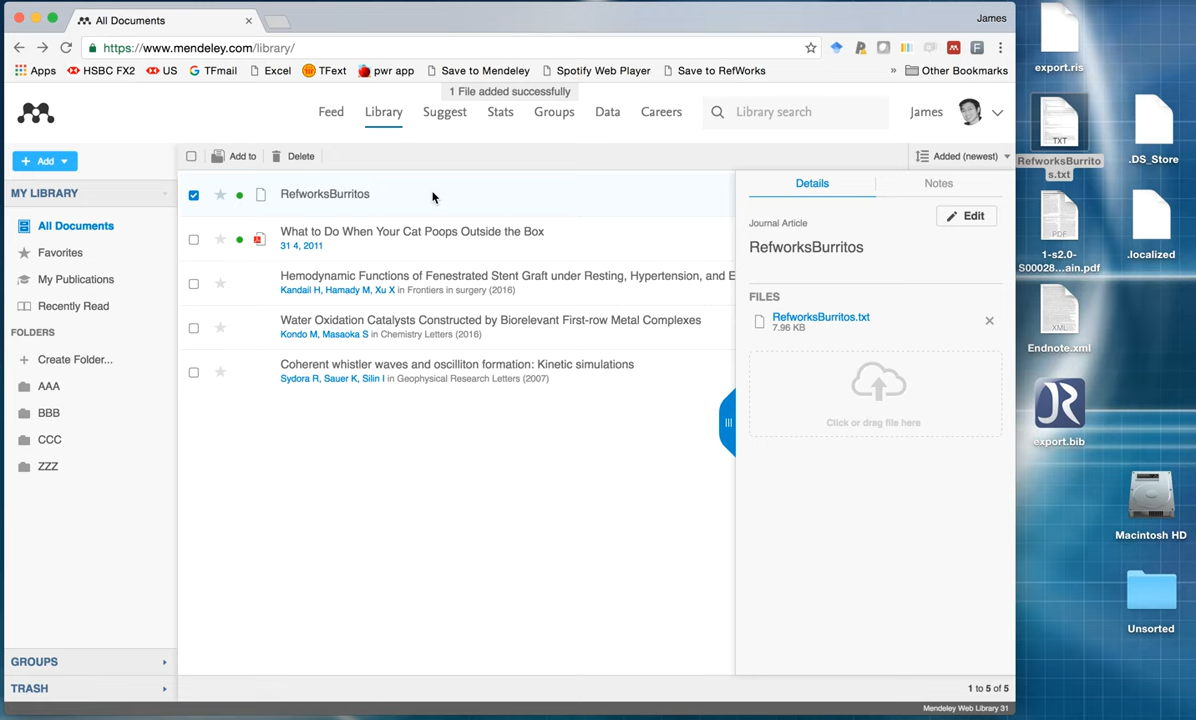 All Documents
James
https://www.mendeley.com/library/
Apps
HSBC FX2
US
TFmail
Excel
TFext
pwr app
Save to Mendeley
Spotify Web Player
Save to RefWorks
»
Other Bookmarks
1 File added successfully
Feed
Library
Suggest
Stats
Groups
Data
Careers
Library search
James
+ Add
Add to
Delete
Added (newest)
MY LIBRARY
All Documents
Favorites
My Publications
Recently Read
FOLDERS
Create Folder...
AAA
BBB
CCC
ZZZ
GROUPS
TRASH
RefworksBurritos
What to Do When Your Cat Poops Outside the Box
31 4, 2011
Hemodynamic Functions of Fenestrated Stent Graft under Resting, Hypertension, and E
Kandail H, Hamady M, Xu X in Frontiers in surgery (2016)
Water Oxidation Catalysts Constructed by Biorelevant First-row Metal Complexes
Kondo M, Masaoka S in Chemistry Letters (2016)
Coherent whistler waves and oscilliton formation: Kinetic simulations
Sydora R, Sauer K, Silin I in Geophysical Research Letters (2007)
Details
Notes
Journal Article
Edit
RefworksBurritos
FILES
RefworksBurritos.txt
7.96 KB
Click or drag file here
1 to 5 of 5
Mendeley Web Library 31
export.ris
TXT
RefworksBurrito
s.txt
.DS_Store
PDF
1-s2.0-
S00028...ain.pdf
.localized
XML
Endnote.xml
export.bib
Macintosh HD
Unsorted